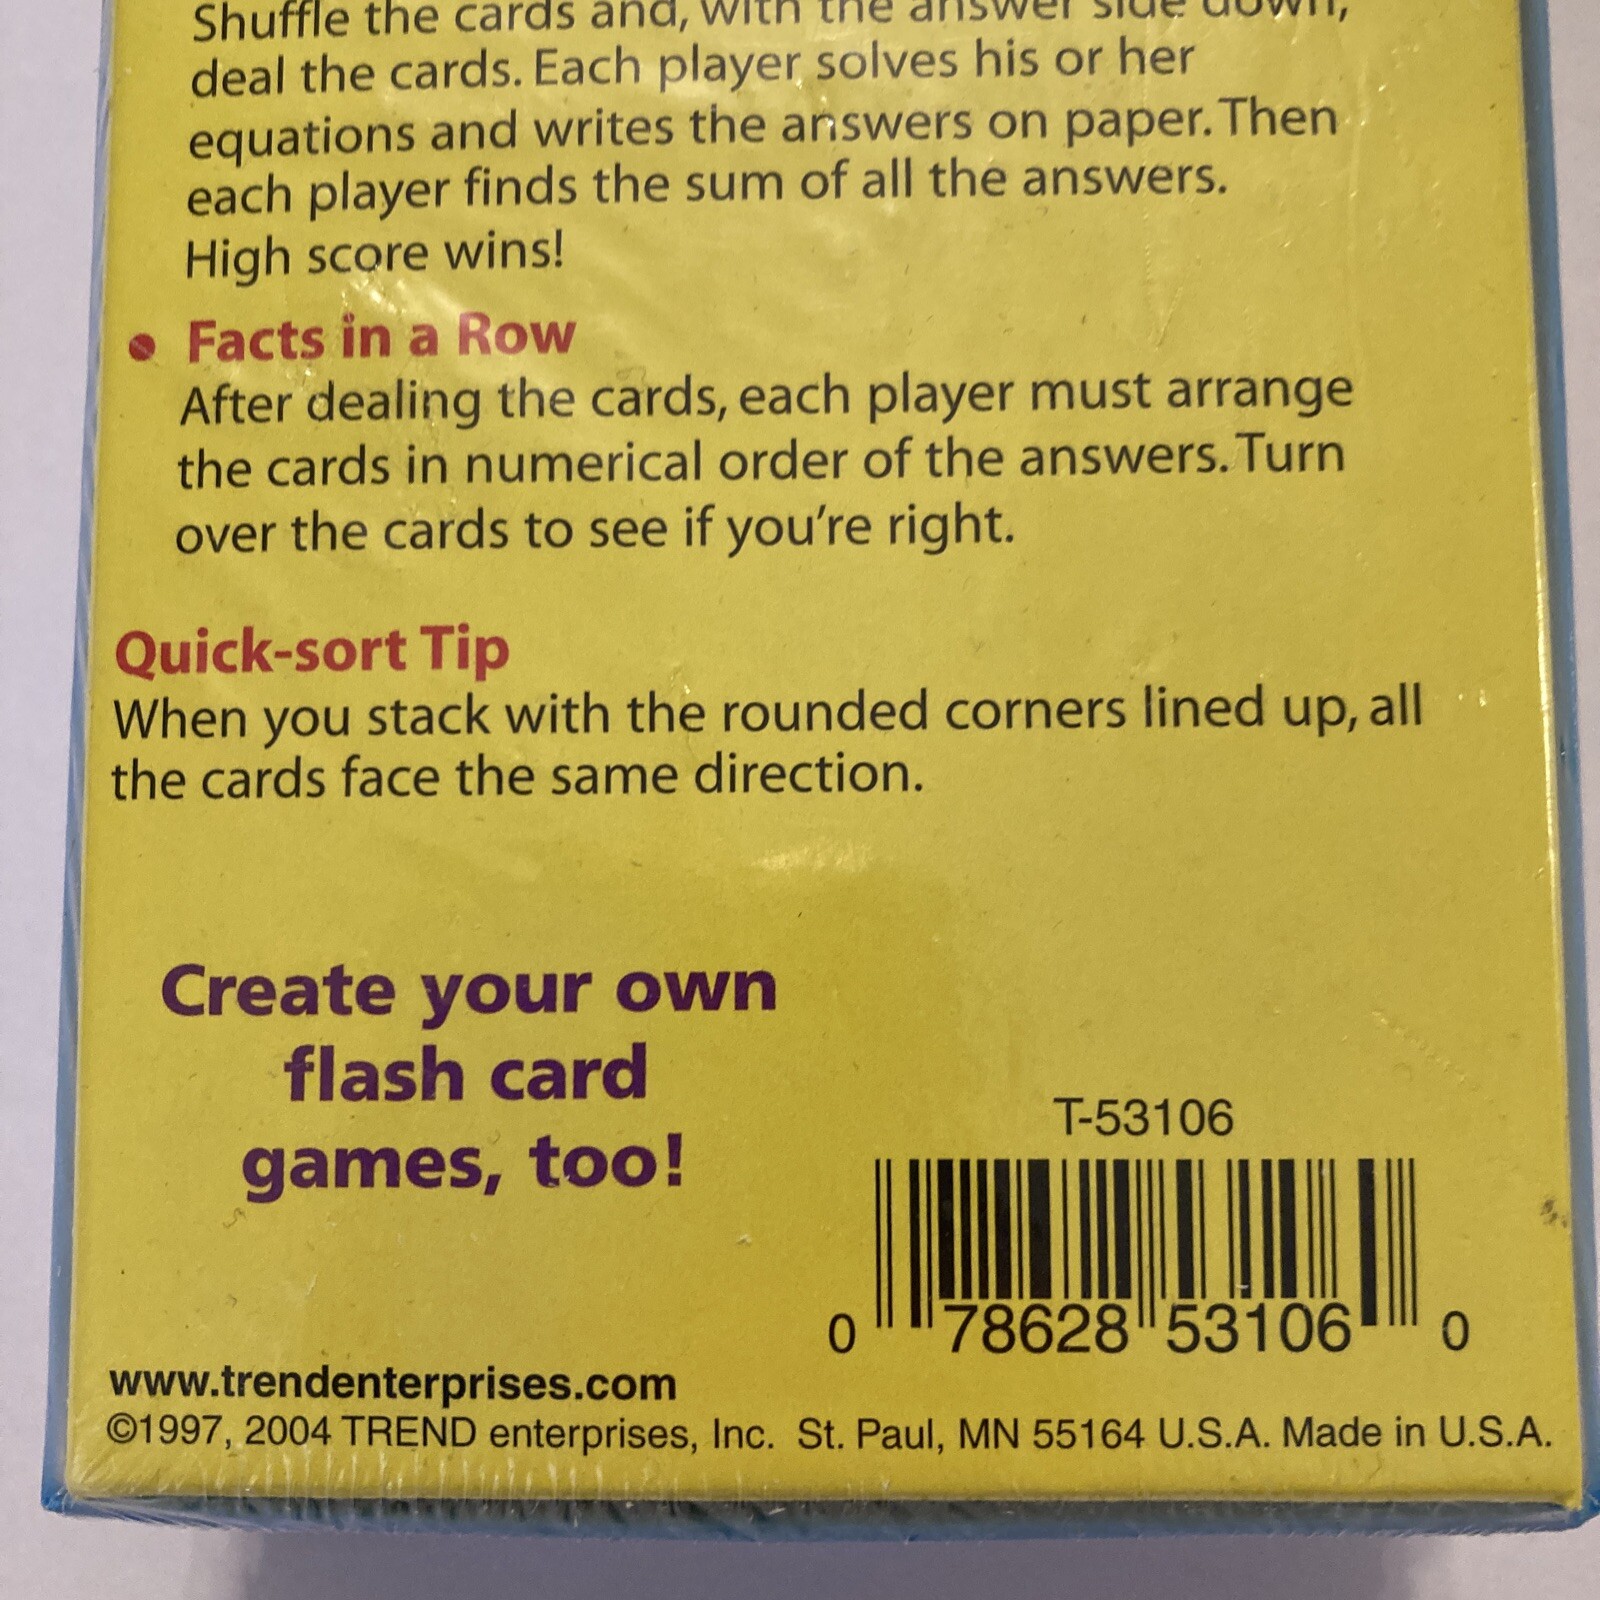 Shuffle the cards and, with the answer side down,
deal the cards. Each player solves his or her
equations and writes the answers on paper. Then
each player finds the sum of all the answers.
High score wins!
• Facts in a Row
After dealing the cards, each player must arrange
the cards in numerical order of the answers. Turn
over the cards to see if you're right.
Quick-sort Tip
When you stack with the rounded corners lined up, all
the cards face the same direction.
Create your own
flash card
games, too!
T-53106
0 78628 53106 0
www.trendenterprises.com
©1997, 2004 TREND enterprises, Inc. St. Paul, MN 55164 U.S.A. Made in U.S.A.